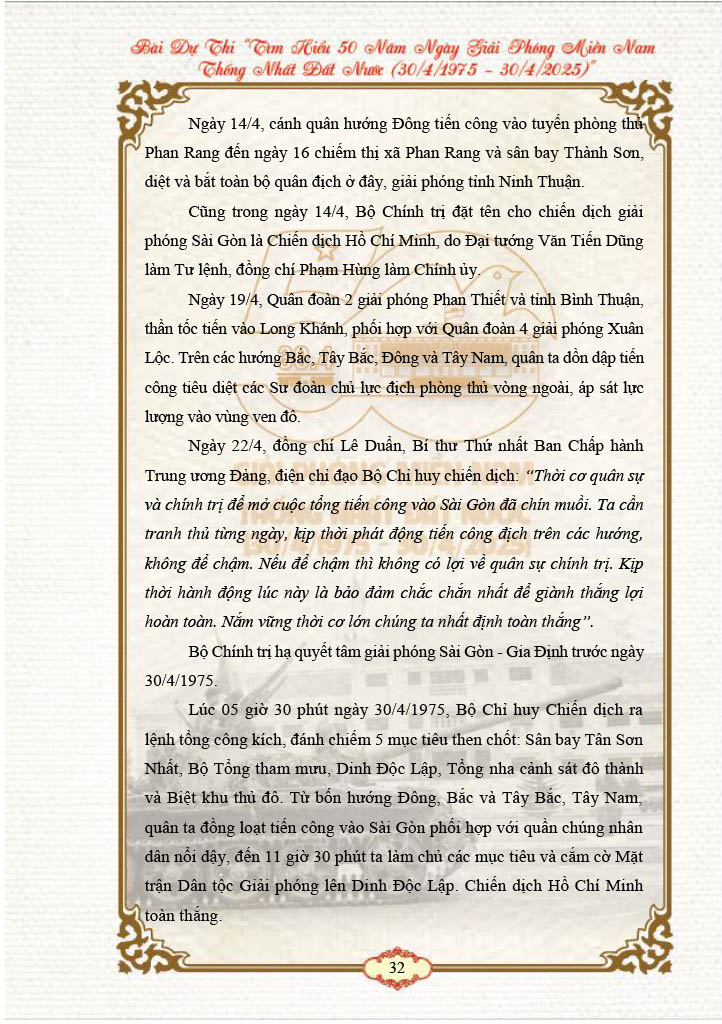 Bài Dự Thi "Tìm Hiểu 50 Năm Ngày Giải Phóng Miền Nam
Thống Nhất Đất Nước (30/4/1975 – 30/4/2025)"
Ngày 14/4, cánh quân hướng Đông tiến công vào tuyến phòng thủ
Phan Rang đến ngày 16 chiếm thị xã Phan Rang và sân bay Thành Sơn,
diệt và bắt toàn bộ quân địch ở đây, giải phóng tỉnh Ninh Thuận.
Cũng trong ngày 14/4, Bộ Chính trị đặt tên cho chiến dịch giải
phóng Sài Gòn là Chiến dịch Hồ Chí Minh, do Đại tướng Văn Tiến Dũng
làm Tư lệnh, đồng chí Phạm Hùng làm Chính ủy.
Ngày 19/4, Quân đoàn 2 giải phóng Phan Thiết và tỉnh Bình Thuận,
thần tốc tiến vào Long Khánh, phối hợp với Quân đoàn 4 giải phóng Xuân
Lộc. Trên các hướng Bắc, Tây Bắc, Đông và Tây Nam, quân ta dồn dập tiến
công tiêu diệt các Sư đoàn chủ lực địch phòng thủ vòng ngoài, áp sát lực
lượng vào vùng ven đô.
Ngày 22/4, đồng chí Lê Duẩn, Bí thư Thứ nhất Ban Chấp hành
Trung ương Đảng, điện chỉ đạo Bộ Chỉ huy chiến dịch: "Thời cơ quân sự
và chính trị để mở cuộc tổng tiến công vào Sài Gòn đã chín muồi. Ta cần
tranh thủ từng ngày, kịp thời phát động tiến công địch trên các hướng,
không để chậm. Nếu để chậm thì không có lợi về quân sự chính trị. Kịp
thời hành động lúc này là bảo đảm chắc chắn nhất để giành thắng lợi
hoàn toàn. Nắm vững thời cơ lớn chúng ta nhất định toàn thắng".
Bộ Chính trị hạ quyết tâm giải phóng Sài Gòn - Gia Định trước ngày
30/4/1975.
Lúc 05 giờ 30 phút ngày 30/4/1975, Bộ Chỉ huy Chiến dịch ra
lệnh tổng công kích, đánh chiếm 5 mục tiêu then chốt: Sân bay Tân Sơn
Nhất, Bộ Tổng tham mưu, Dinh Độc Lập, Tổng nha cảnh sát đô thành
và Biệt khu thủ đô. Từ bốn hướng Đông, Bắc và Tây Bắc, Tây Nam,
quân ta đồng loạt tiến công vào Sài Gòn phối hợp với quần chúng nhân
dân nổi dậy, đến 11 giờ 30 phút ta làm chủ các mục tiêu và cắm cờ Mặt
trận Dân tộc Giải phóng lên Dinh Độc Lập. Chiến dịch Hồ Chí Minh
toàn thắng.
50
30.4
GIẢI PHÓNG MIỀN NAM
THỐNG NHẤT ĐẤT NƯỚC
(30/4/1975 - 30/4/2025)
32